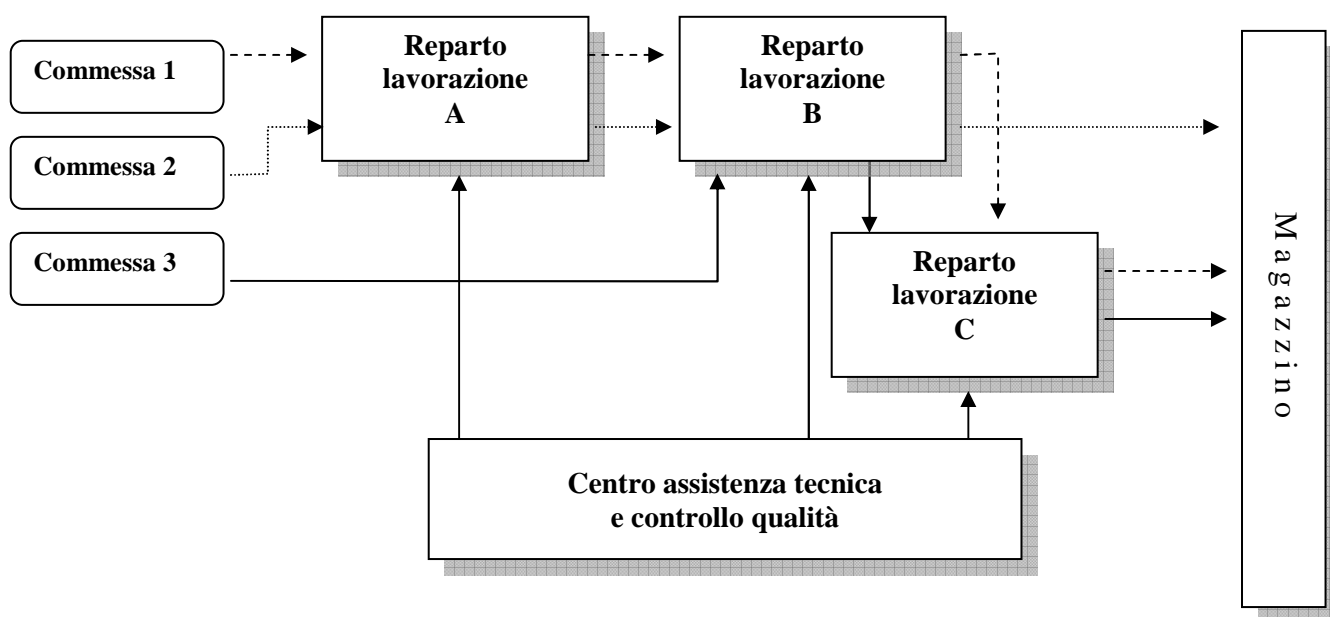 Commessa 1
Commessa 2
Commessa 3
Reparto
lavorazione
A
Reparto
lavorazione
B
Reparto
lavorazione
C
Centro assistenza tecnica
e controllo qualità
Magazzino